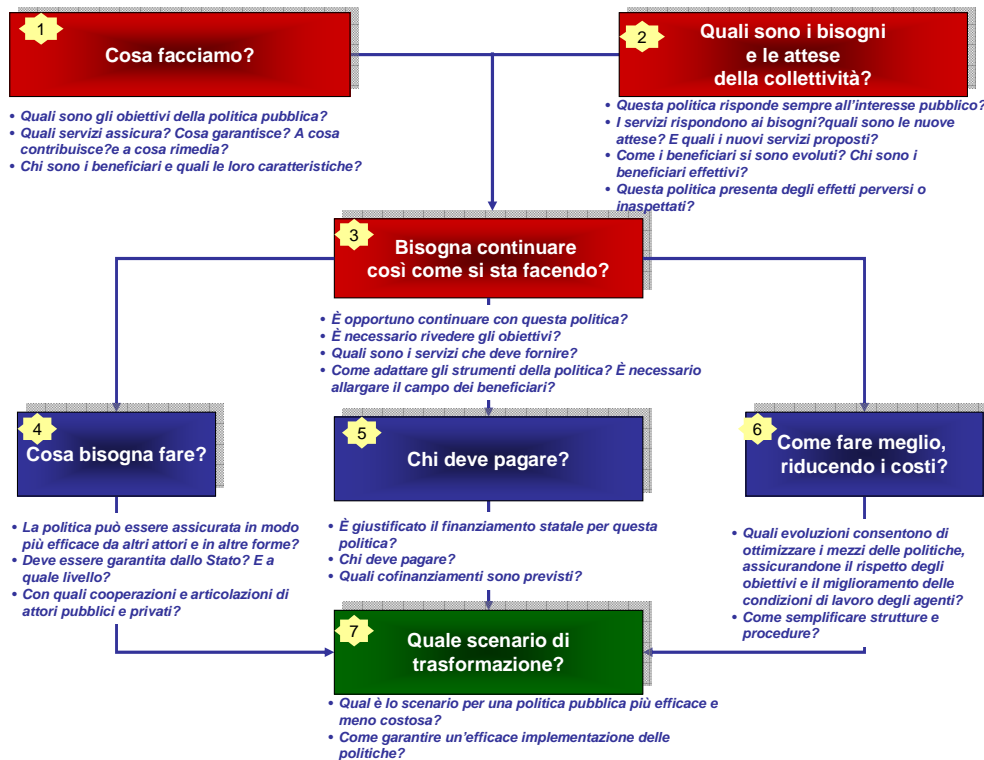 1
Cosa facciamo?
• Quali sono gli obiettivi della politica pubblica?
• Quali servizi assicura? Cosa garantisce? A cosa
contribuisce?e a cosa rimedia?
• Chi sono i beneficiari e quali le loro caratteristiche?
2
Quali sono i bisogni
e le attese
della collettività?
• Questa politica risponde sempre all'interesse pubblico?
• I servizi rispondono ai bisogni?quali sono le nuove
attese? E quali i nuovi servizi proposti?
• Come i beneficiari si sono evoluti? Chi sono i
beneficiari effettivi?
• Questa politica presenta degli effetti perversi o
inaspettati?
3
Bisogna continuare
così come si sta facendo?
• È opportuno continuare con questa politica?
• È necessario rivedere gli obiettivi?
• Quali sono i servizi che deve fornire?
• Come adattare gli strumenti della politica? È necessario
allargare il campo dei beneficiari?
4
Cosa bisogna fare?
• La politica può essere assicurata in modo
più efficace da altri attori e in altre forme?
• Deve essere garantita dallo Stato? E a
quale livello?
• Con quali cooperazioni e articolazioni di
attori pubblici e privati?
5
Chi deve pagare?
• È giustificato il finanziamento statale per questa
politica?
• Chi deve pagare?
• Quali cofinanziamenti sono previsti?
6
Come fare meglio,
riducendo i costi?
• Quali evoluzioni consentono di
ottimizzare i mezzi delle politiche,
assicurandone il rispetto degli
obiettivi e il miglioramento delle
condizioni di lavoro degli agenti?
• Come semplificare strutture e
procedure?
7
Quale scenario di
trasformazione?
• Qual è lo scenario per una politica pubblica più efficace e
meno costosa?
• Come garantire un'efficace implementazione delle
politiche?